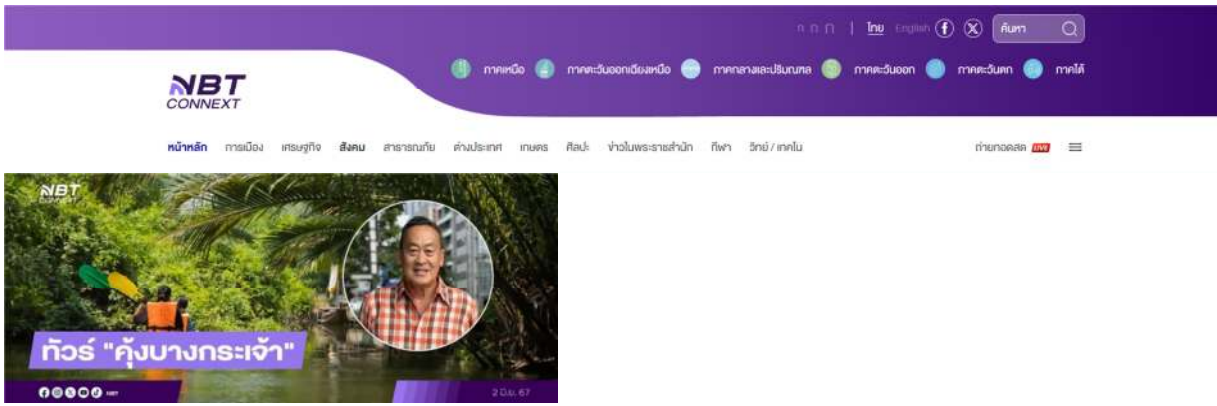 ก ก ก | ไทย English ค้นหา
ภาคเหนือ ภาคตะวันออกเฉียงเหนือ ภาคกลางและปริมณฑล ภาคตะวันออก ภาคตะวันตก ภาคใต้
NBT
CONNEXT
หน้าหลัก การเมือง เศรษฐกิจ สังคม สาธารณภัย ต่างประเทศ เกษตร ศิลปะ ข่าวในพระราชสำนัก กีฬา วิทย์ / เทคโน ถ่ายทอดสด LIVE
NBT
CONNEXT
ทัวร์ "คุ้งบางกระเจ้า"
NBT 2 มิ.ย. 67